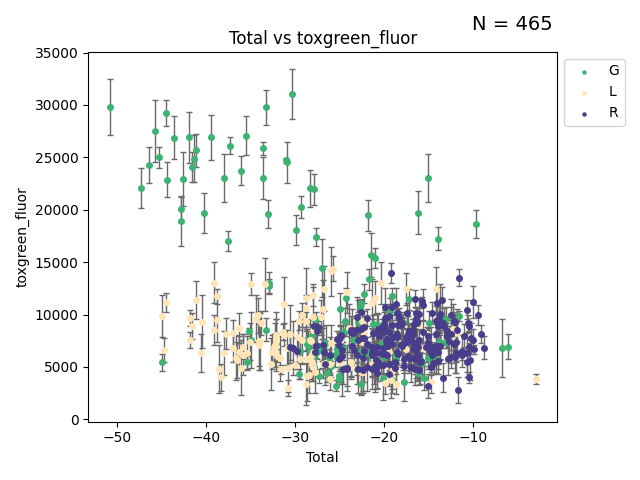 N = 465
Total vs toxgreen_fluor
G
L
R
35000
30000
25000
20000
15000
10000
5000
0
toxgreen_fluor
−50
−40
−30
−20
−10
Total